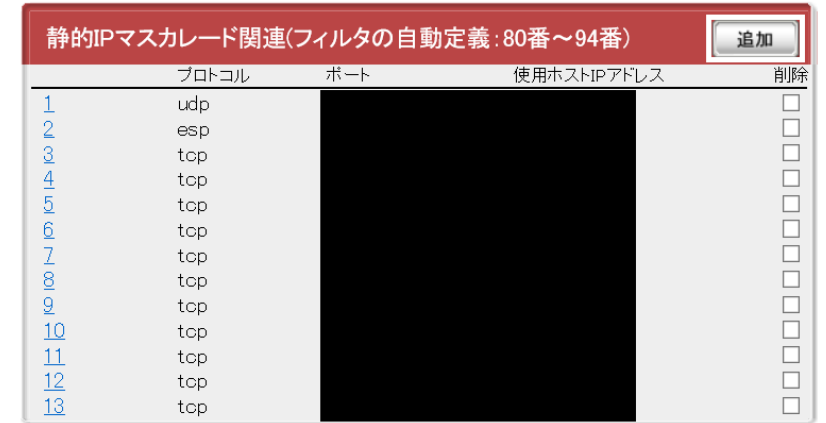 静的IPマスカレード関連(フィルタの自動定義:80番～94番) 追加
プロトコル ポート 使用ホストIPアドレス 削除
1 udp
2 esp
3 tcp
4 tcp
5 tcp
6 tcp
7 tcp
8 tcp
9 tcp
10 tcp
11 tcp
12 tcp
13 tcp